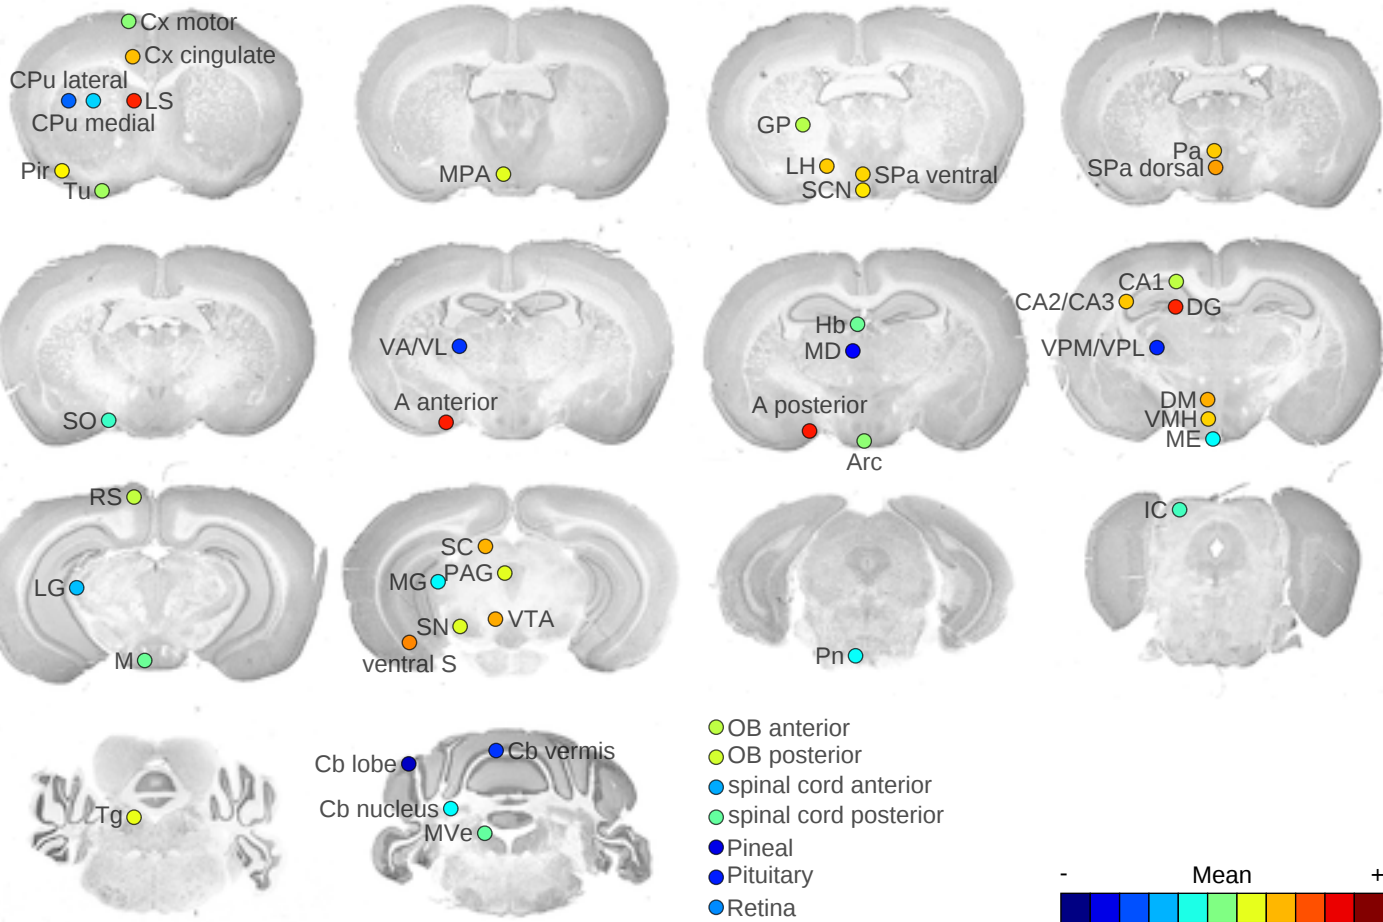 Cx motor
Cx cingulate
CPu lateral
LS
CPu medial
Pir
Tu
MPA
GP
LH
SPa ventral
SCN
Pa
SPa dorsal
SO
VA/VL
A anterior
Hb
MD
A posterior
Arc
CA1
CA2/CA3
DG
VPM/VPL
DM
VMH
ME
RS
LG
M
SC
MG
PAG
SN
VTA
ventral S
Pn
IC
Tg
Cb lobe
Cb vermis
Cb nucleus
MVe
OB anterior
OB posterior
spinal cord anterior
spinal cord posterior
Pineal
Pituitary
Retina
- Mean +